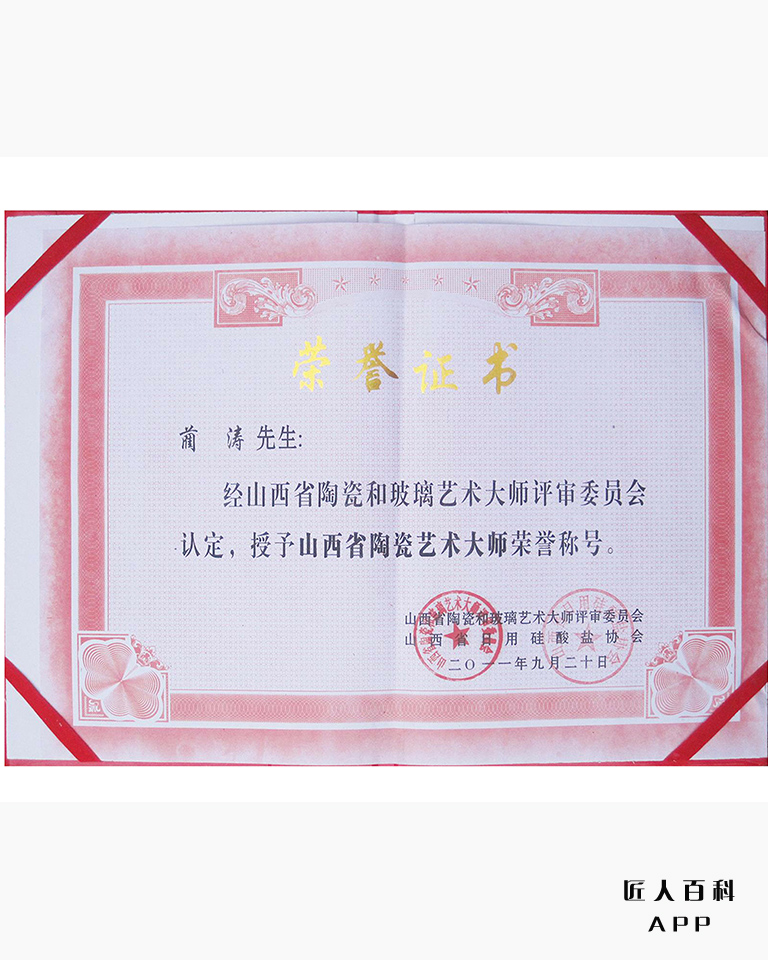 荣誉证书
蔺 涛 先生:
经山西省陶瓷和玻璃艺术大师评审委员会
认定，授予山西省陶瓷艺术大师荣誉称号。
山西省陶瓷和玻璃艺术大师评审委员会
山西省日用硅酸盐协会
二〇一一年九月二十日
匠人百科
APP